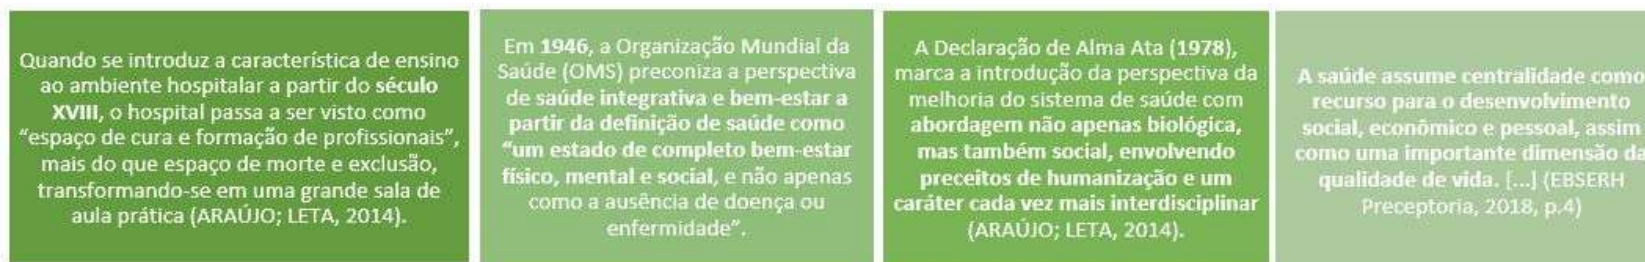 Quando se introduz a característica de ensino
ao ambiente hospitalar a partir do século
XVIII, o hospital passa a ser visto como
“espaço de cura e formação de profissionais”,
mais do que espaço de morte e exclusão,
transformando-se em uma grande sala de
aula prática (ARAÚJO; LETA, 2014).
Em 1946, a Organização Mundial da
Saúde (OMS) preconiza a perspectiva
de saúde integrativa e bem-estar a
partir da definição de saúde como
“um estado de completo bem-estar
físico, mental e social, e não apenas
como a ausência de doença ou
enfermidade”.
A Declaração de Alma Ata (1978),
marca a introdução da perspectiva da
melhoria do sistema de saúde com
abordagem não apenas biológica,
mas também social, envolvendo
preceitos de humanização e um
caráter cada vez mais interdisciplinar
(ARAÚJO; LETA, 2014).
A saúde assume centralidade como
recurso para o desenvolvimento
social, econômico e pessoal, assim
como uma importante dimensão da
qualidade de vida. [...] (EBSERH
Preceptoria, 2018, p.4)